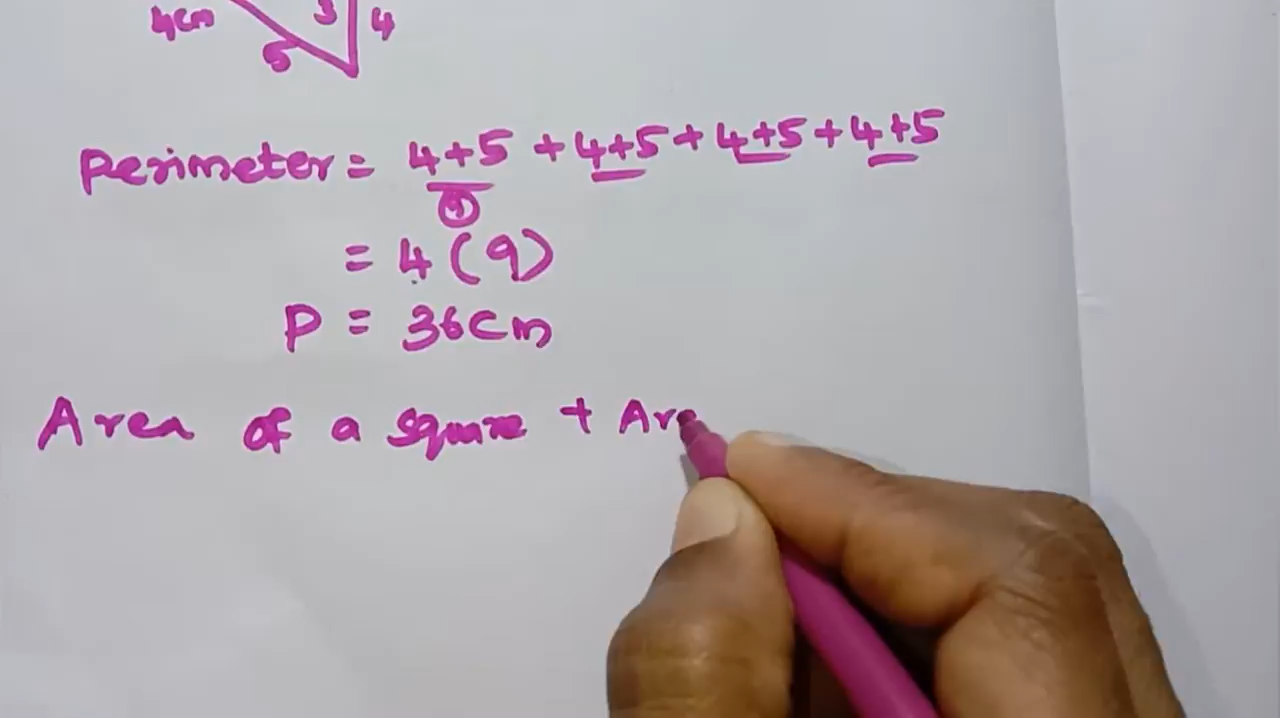 4cm 5 3 4
Perimeter = 4+5 + 4+5 + 4+5 + 4+5
9
= 4 (9)
P = 36cm
Area of a square + Are